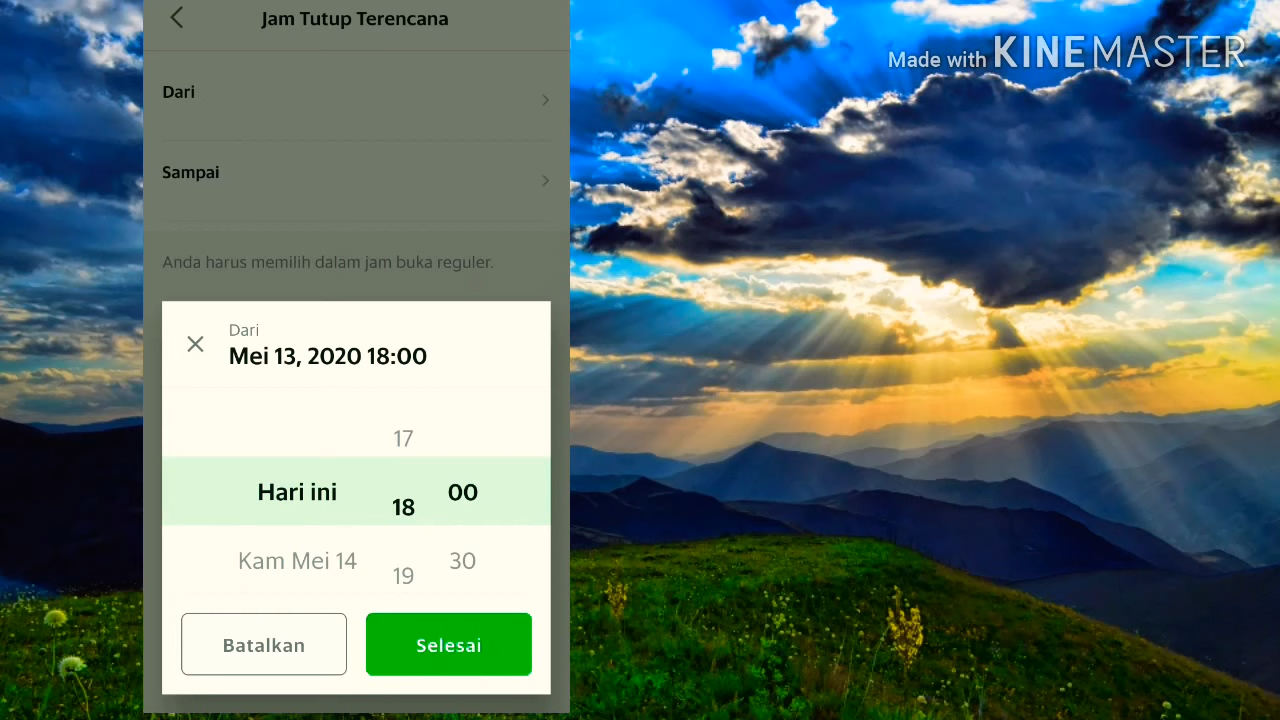 Jam Tutup Terencana
Made with KINEMASTER
Dari
Sampai
Anda harus memilih dalam jam buka reguler.
Dari
Mei 13, 2020 18:00
17
Hari ini 18 00
Kam Mei 14 19 30
Batalkan Selesai